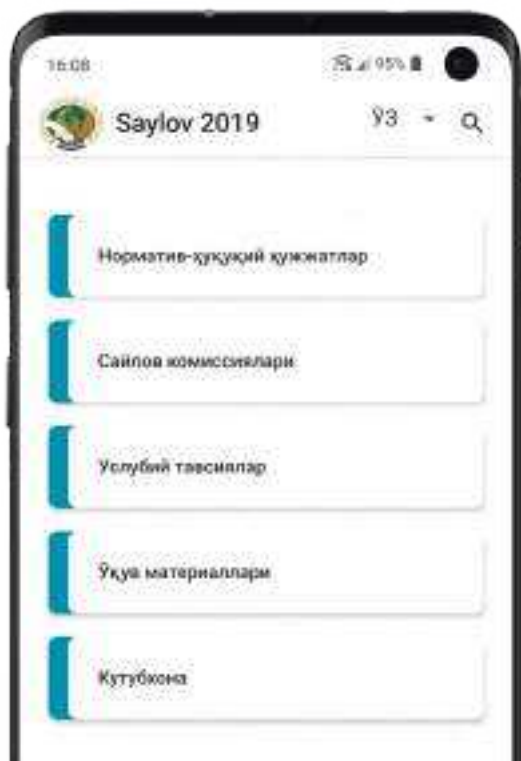 16:08 95%
Saylov 2019 ЎЗ
Норматив-ҳуқуқий ҳужжатлар
Сайлов комиссиялари
Услубий тавсиялар
Ўқув материаллари
Кутубхона